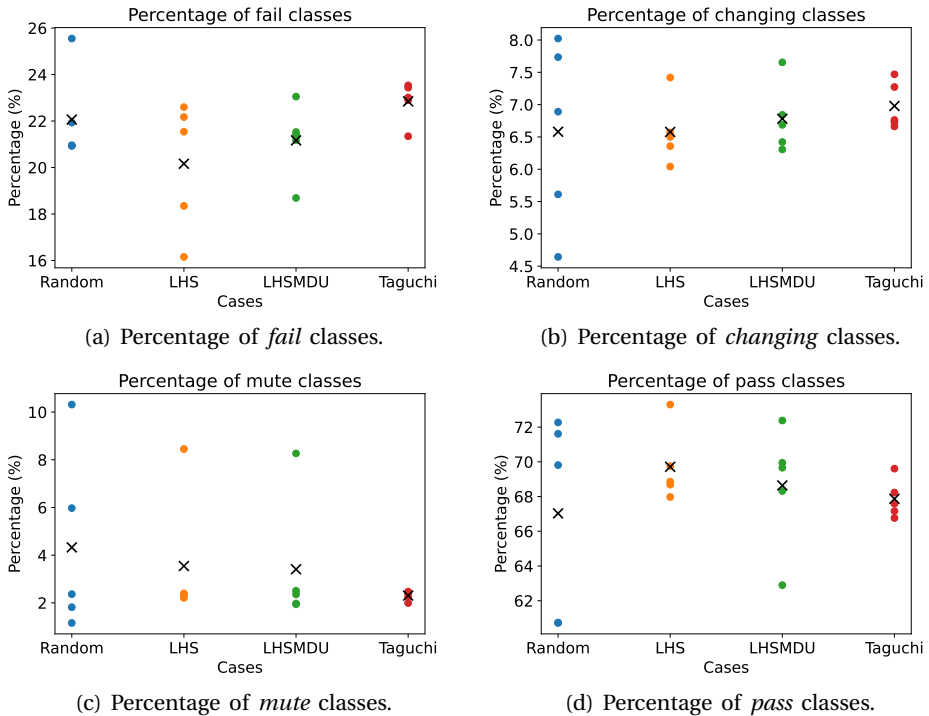 Percentage of fail classes
Percentage (%)
26
24
22
20
18
16
Random LHS LHSMDU Taguchi
Cases
(a) Percentage of fail classes.
Percentage of changing classes
Percentage (%)
8.0
7.5
7.0
6.5
6.0
5.5
5.0
4.5
Random LHS LHSMDU Taguchi
Cases
(b) Percentage of changing classes.
Percentage of mute classes
Percentage (%)
10
8
6
4
2
Random LHS LHSMDU Taguchi
Cases
(c) Percentage of mute classes.
Percentage of pass classes
Percentage (%)
72
70
68
66
64
62
Random LHS LHSMDU Taguchi
Cases
(d) Percentage of pass classes.